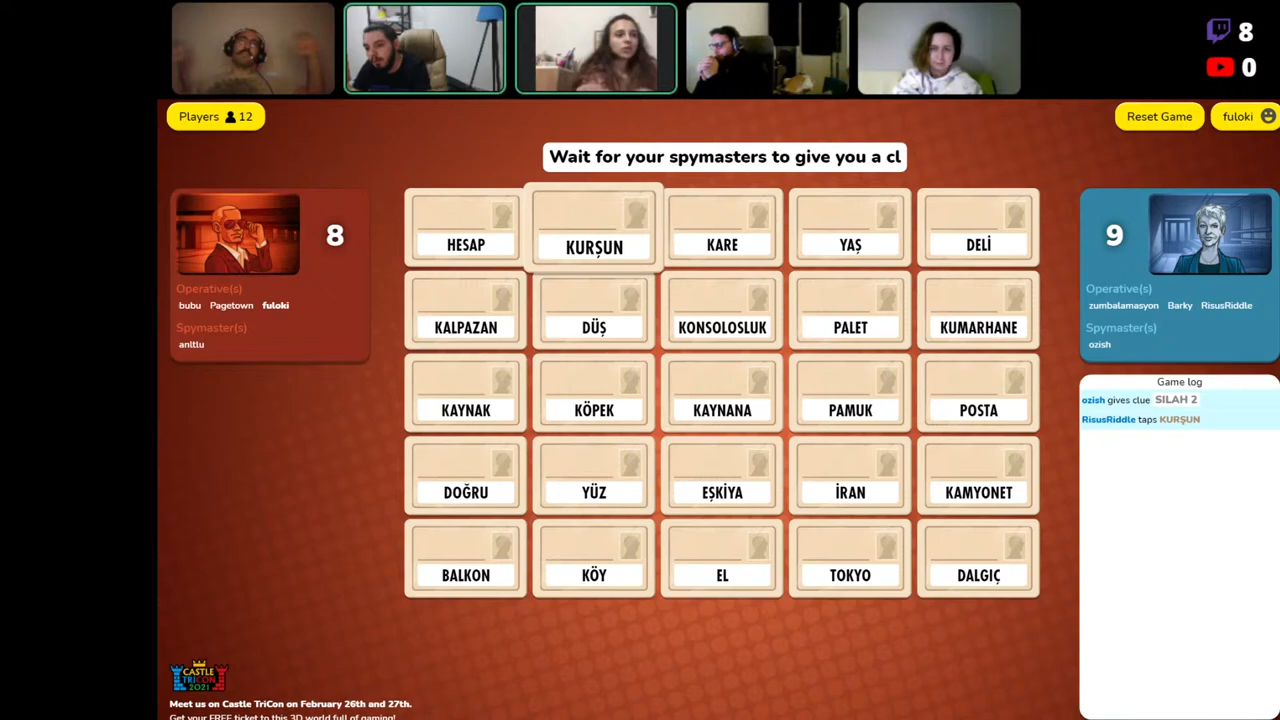 8
0
Players 12
Reset Game
fuloki
Wait for your spymasters to give you a cl
8
Operative(s)
bubu Pagetown fuloki
Spymaster(s)
anltlu
HESAP
KURŞUN
KARE
YAŞ
DELİ
KALPAZAN
DÜŞ
KONSOLOSLUK
PALET
KUMARHANE
KAYNAK
KÖPEK
KAYNANA
PAMUK
POSTA
DOĞRU
YÜZ
EŞKİYA
İRAN
KAMYONET
BALKON
KÖY
EL
TOKYO
DALGIÇ
9
Operative(s)
zumbalamasyon Barky RisusRiddle
Spymaster(s)
ozish
Game log
ozish gives clue SILAH 2
RisusRiddle taps KURŞUN
CASTLE
TRICON
2021
Meet us on Castle TriCon on February 26th and 27th.
Get your FREE ticket to this 3D world full of gaming!